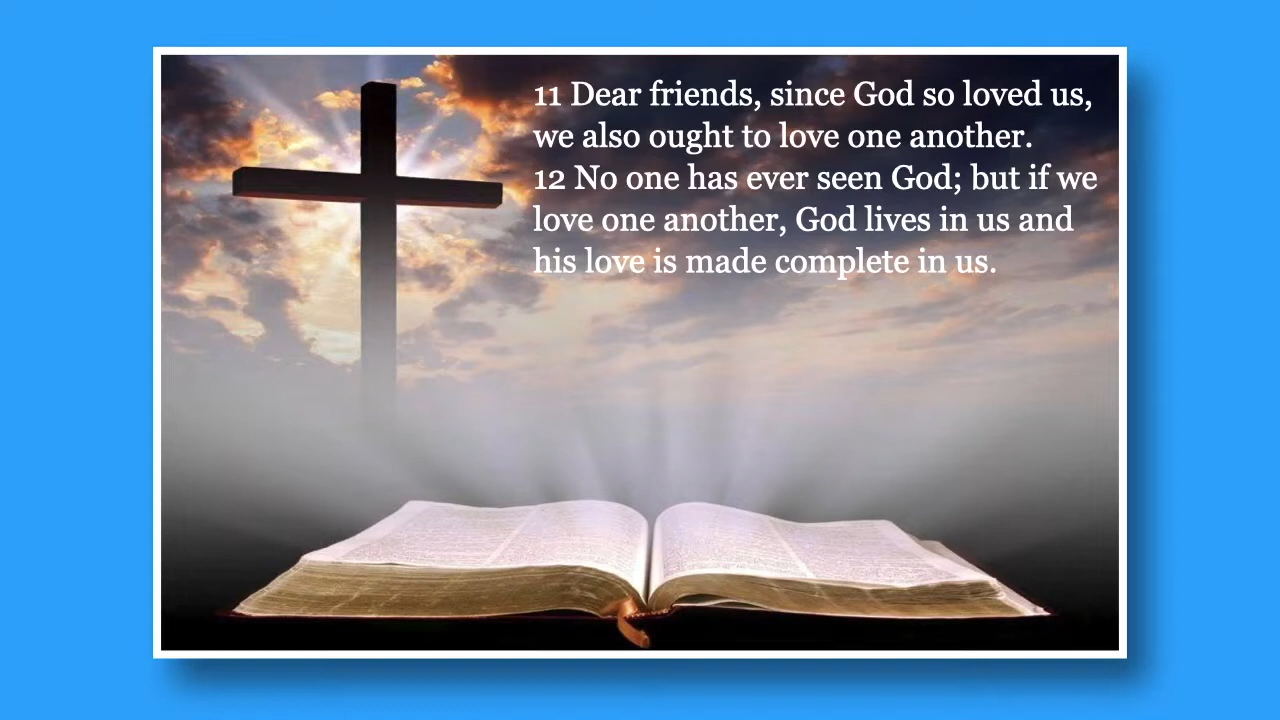 11 Dear friends, since God so loved us,
we also ought to love one another.
12 No one has ever seen God; but if we
love one another, God lives in us and
his love is made complete in us.